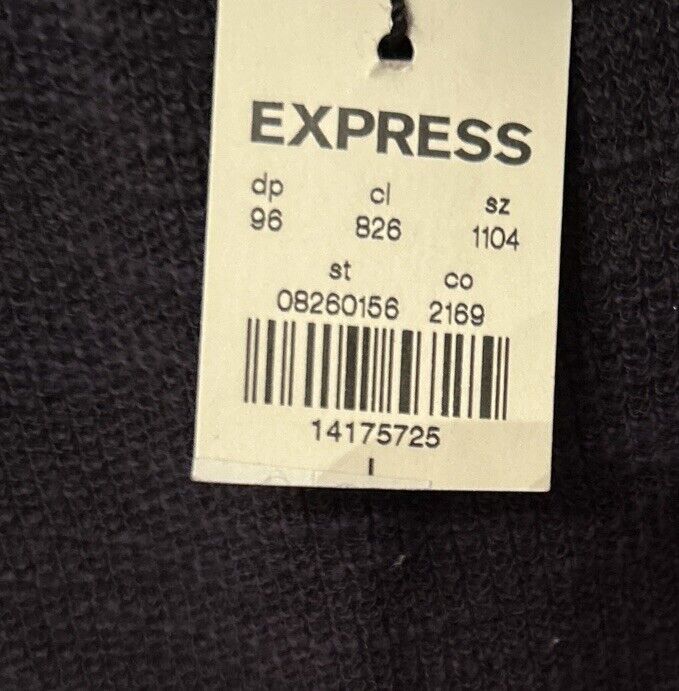 EXPRESS
dp cl sz
96 826 1104
st co
08260156 2169
14175725